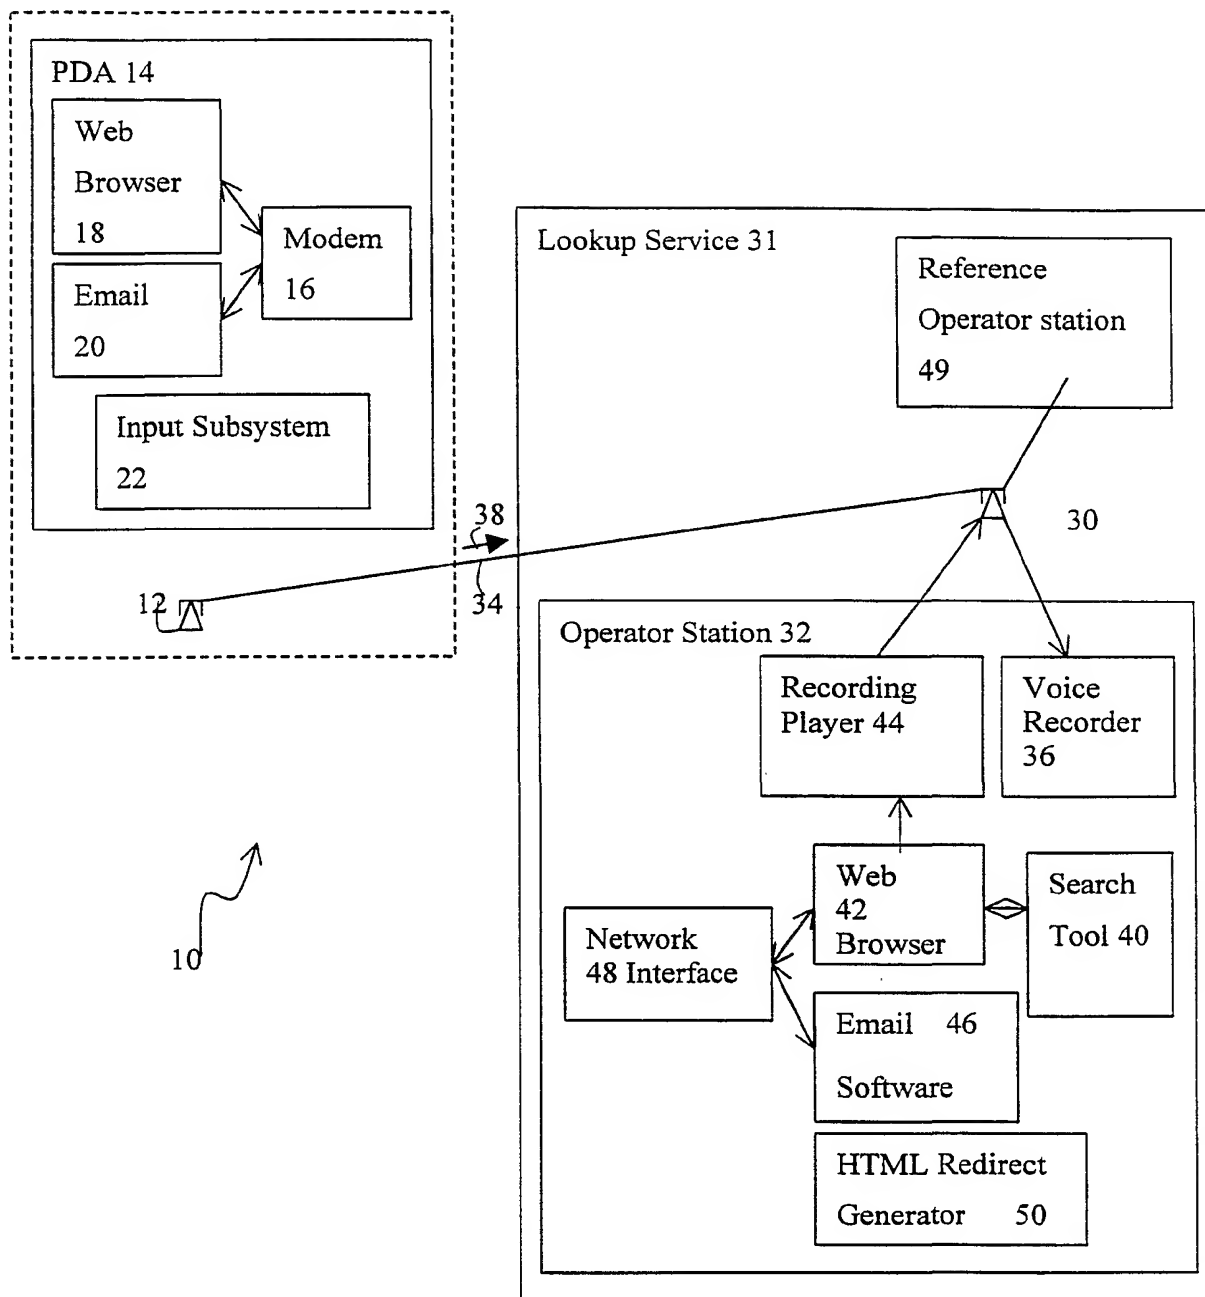 PDA 14
Web
Browser
18
Modem
16
Email
20
Input Subsystem
22
12
38
34
Lookup Service 31
Reference
Operator station
49
30
Operator Station 32
Recording
Player 44
Voice
Recorder
36
Web
42
Browser
Search
Tool 40
Network
48 Interface
Email 46
Software
HTML Redirect
Generator 50
10